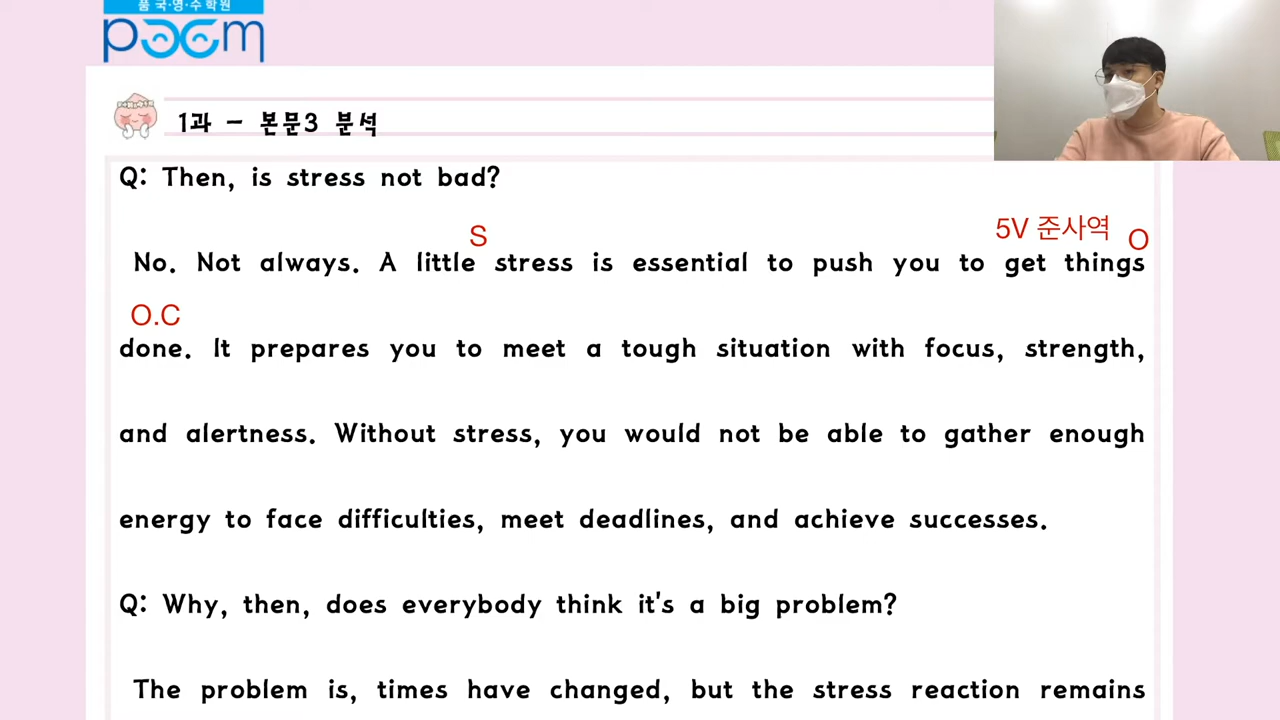 품 국·영·수 학원
poem
1과 – 본문3 분석
Q: Then, is stress not bad?
S
5V 준사역 O
No. Not always. A little stress is essential to push you to get things
O.C
done. It prepares you to meet a tough situation with focus, strength,
and alertness. Without stress, you would not be able to gather enough
energy to face difficulties, meet deadlines, and achieve successes.
Q: Why, then, does everybody think it's a big problem?
The problem is, times have changed, but the stress reaction remains